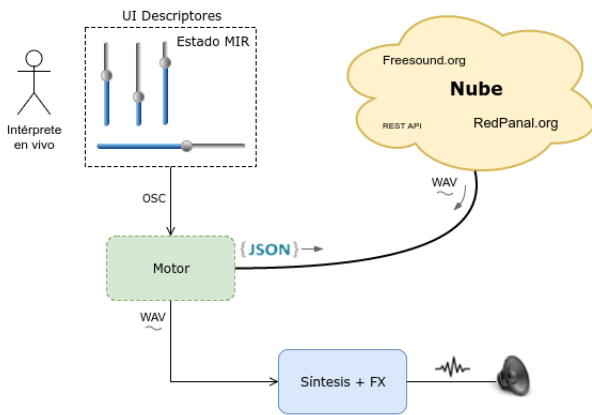 UI Descriptores
Estado MIR
Intérprete
en vivo
Freesound.org
Nube
REST API
RedPanal.org
WAV
OSC
{JSON}
Motor
WAV
Síntesis + FX